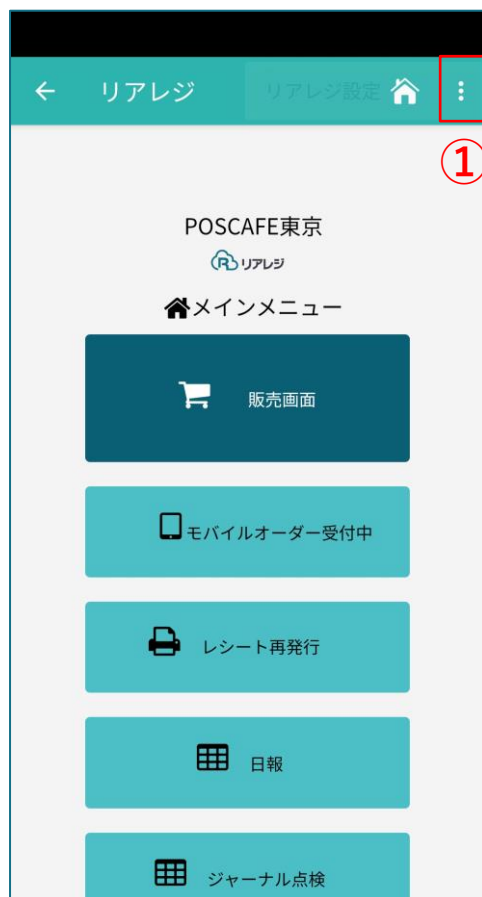 リアレジ
リアレジ設定
①
POSCAFE東京
R リアレジ
メインメニュー
販売画面
モバイルオーダー受付中
レシート再発行
日報
ジャーナル点検